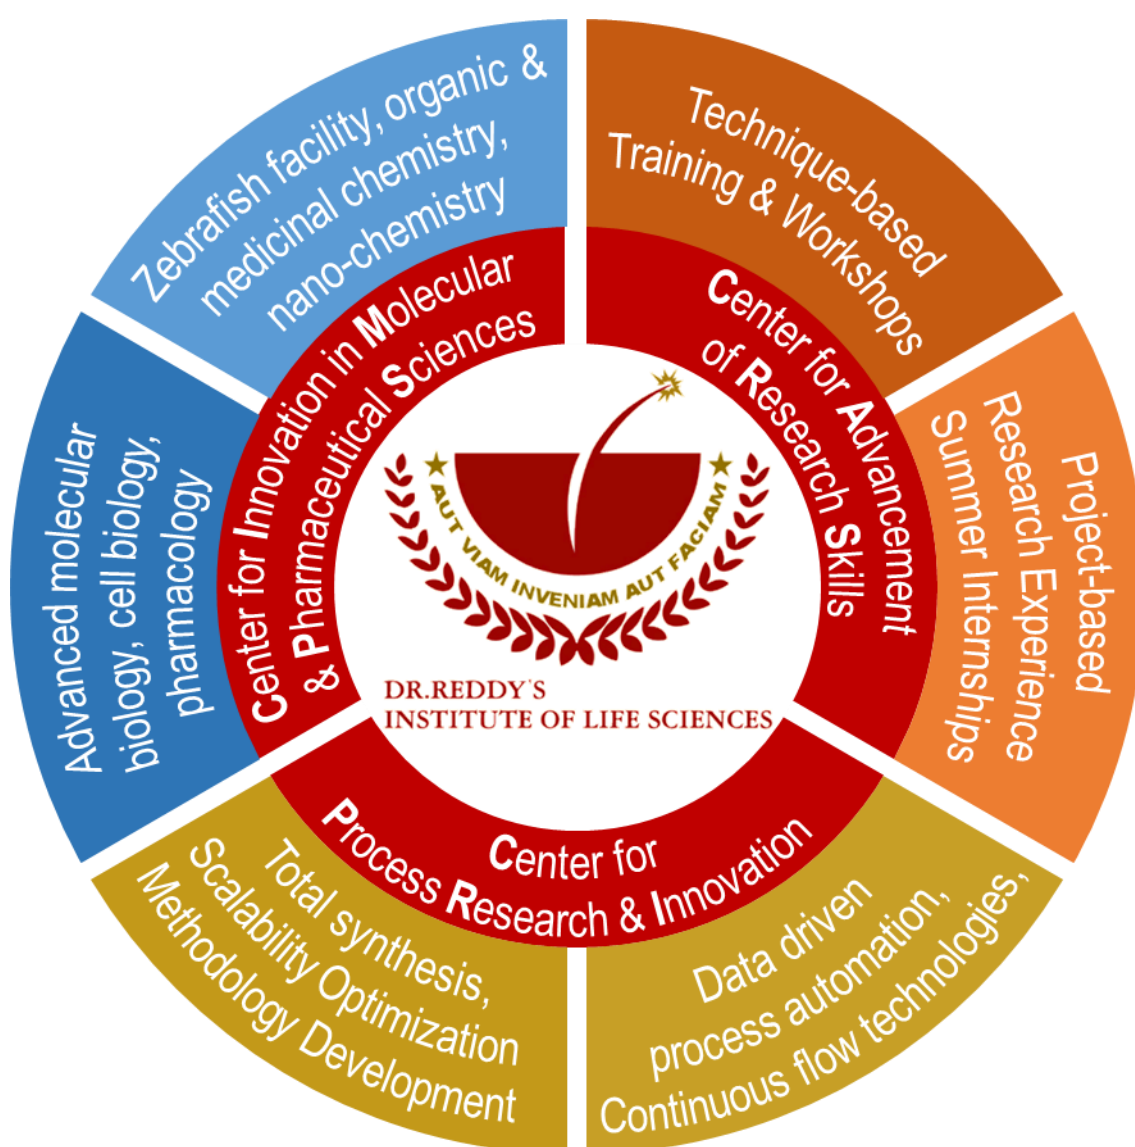 Zebrafish facility, organic &
medicinal chemistry,
nano-chemistry
Technique-based
Training & Workshops
Project-based
Research Experience
Summer Internships
Data driven
process automation,
Continuous flow technologies,
Total synthesis,
Scalability Optimization
Methodology Development
Advanced molecular
biology, cell biology,
pharmacology
Center for Innovation in Molecular
& Pharmaceutical Sciences
Center for Advancement
of Research Skills
Center for
Process Research & Innovation
AUT VIAM INVENIAM AUT FACIAM
DR.REDDY'S
INSTITUTE OF LIFE SCIENCES